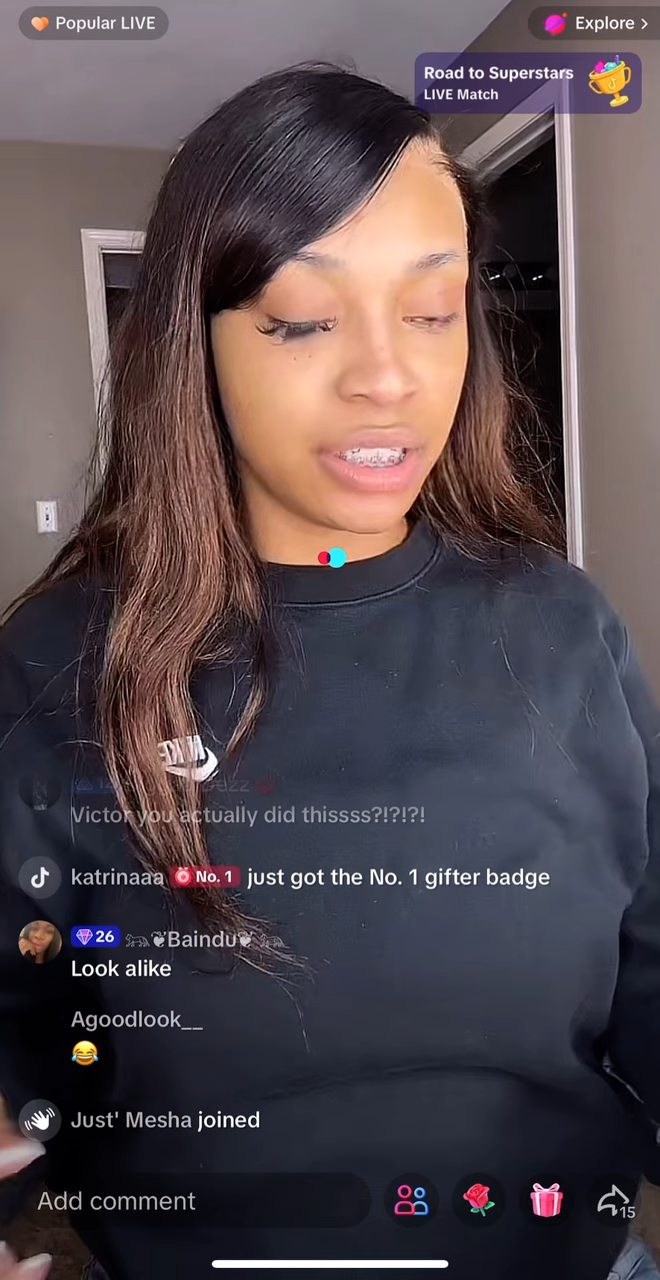 Popular LIVE
Explore >
Road to Superstars
LIVE Match
Victor you actually did thissss?!?!?!
katrinaaa No. 1 just got the No. 1 gifter badge
26 Baindu
Look alike
Agoodlook__
😂
Just' Mesha joined
Add comment
15